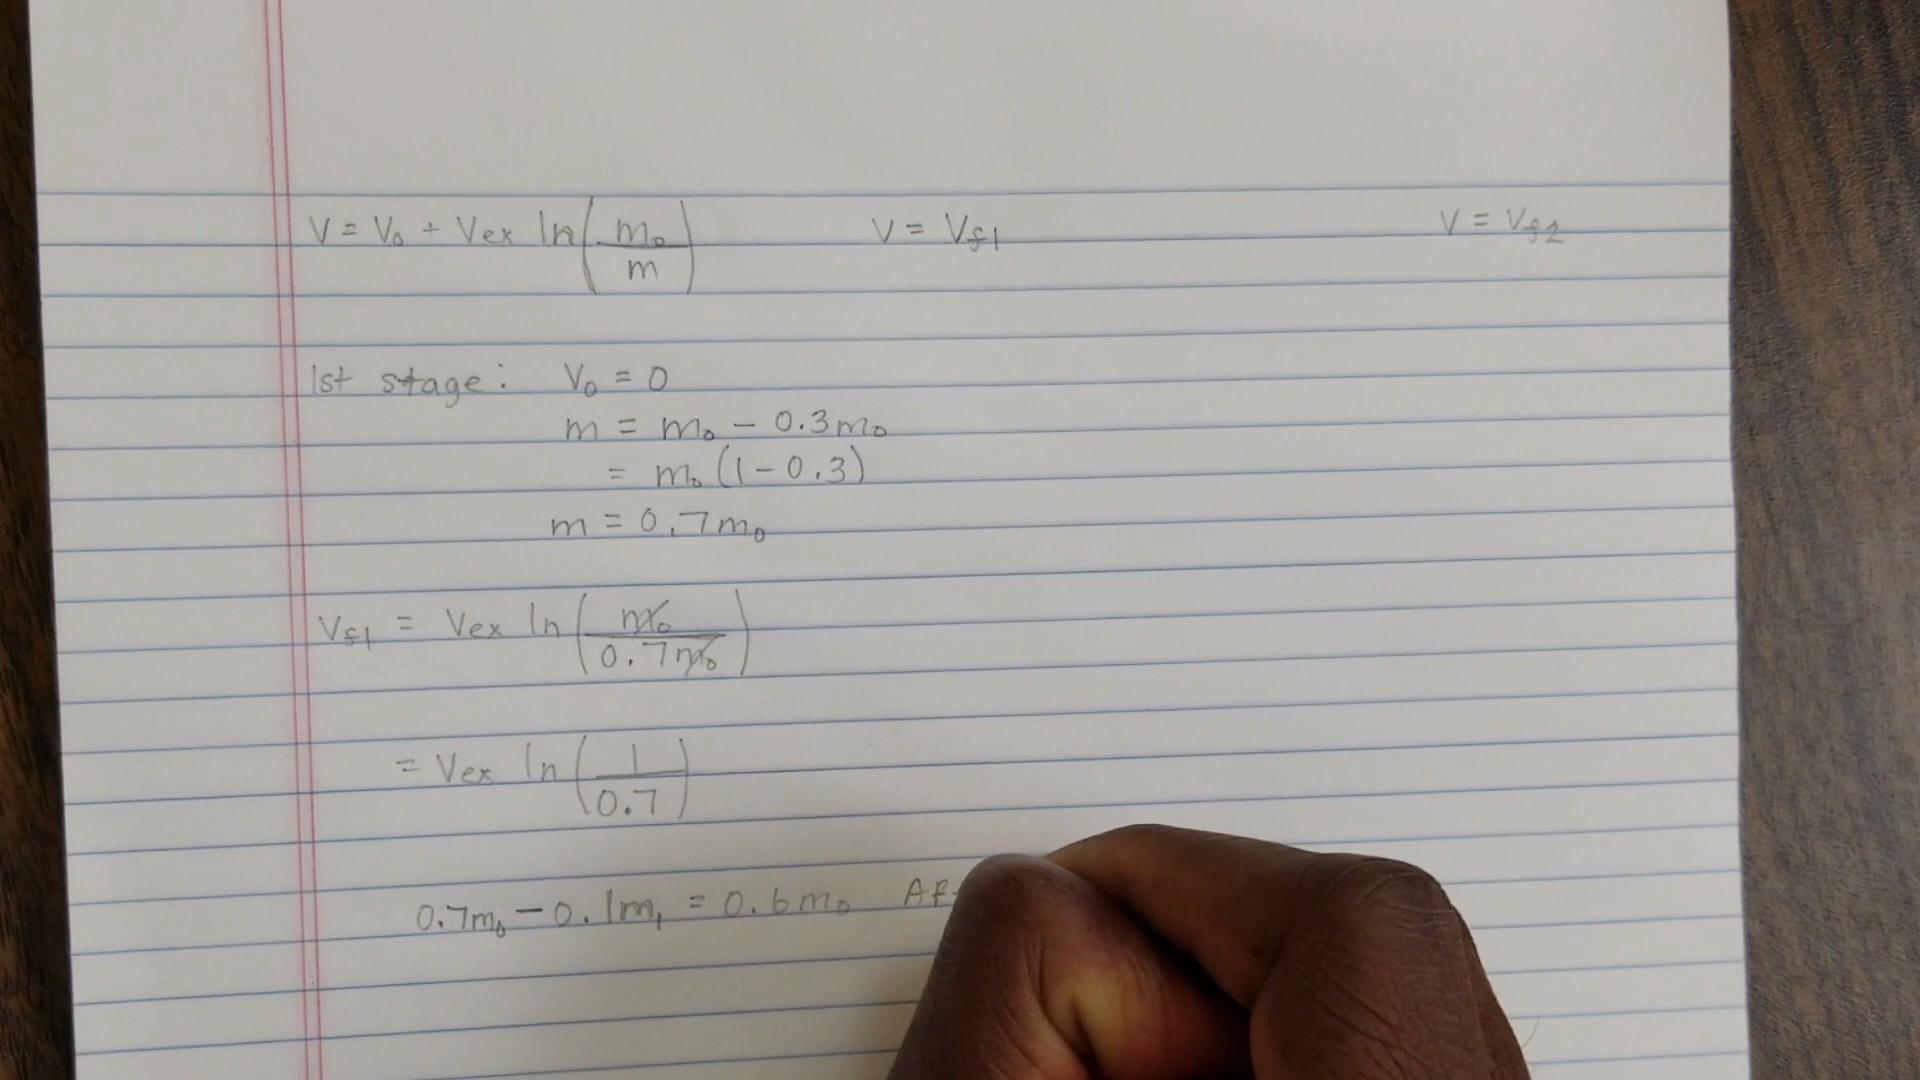 V = V₀ + Vex ln(m₀/m) V = Vf1 V = Vf2
1st stage: V₀ = 0
m = m₀ - 0.3m₀
= m₀(1-0.3)
m = 0.7m₀
Vf1 = Vex ln(m₀/0.7m₀)
= Vex ln(1/0.7)
0.7m₀ - 0.1m₁ = 0.6m₀